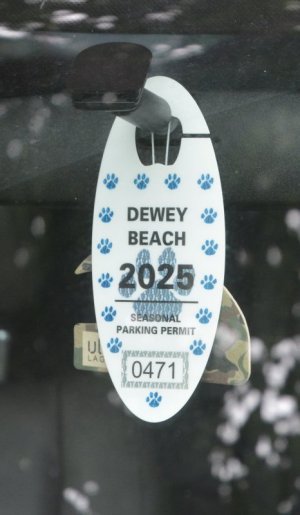 DEWEY
BEACH
2025
SEASONAL
PARKING PERMIT
0471